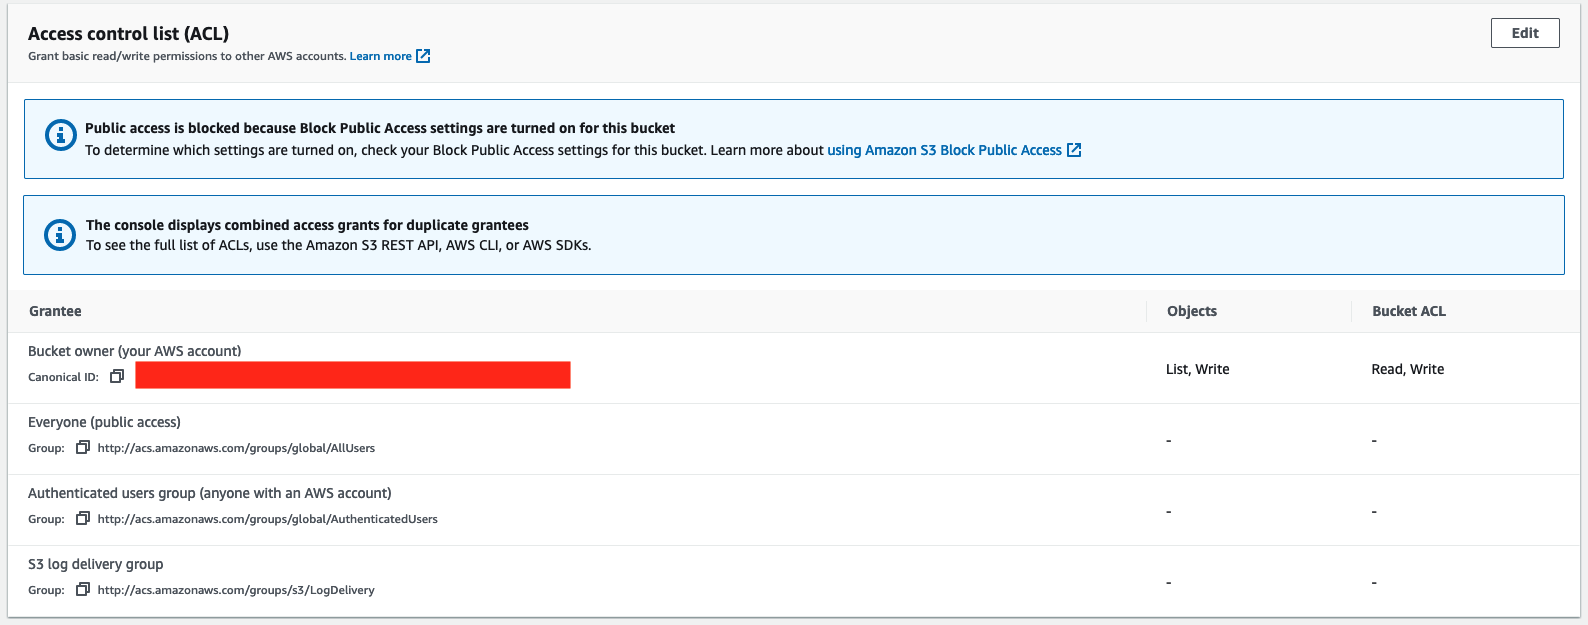 Access control list (ACL)
Edit
Grant basic read/write permissions to other AWS accounts. Learn more
Public access is blocked because Block Public Access settings are turned on for this bucket
To determine which settings are turned on, check your Block Public Access settings for this bucket. Learn more about using Amazon S3 Block Public Access
The console displays combined access grants for duplicate grantees
To see the full list of ACLs, use the Amazon S3 REST API, AWS CLI, or AWS SDKs.
Grantee Objects Bucket ACL
Bucket owner (your AWS account)
Canonical ID:
List, Write Read, Write
Everyone (public access)
Group: http://acs.amazonaws.com/groups/global/AllUsers
- -
Authenticated users group (anyone with an AWS account)
Group: http://acs.amazonaws.com/groups/global/AuthenticatedUsers
- -
S3 log delivery group
Group: http://acs.amazonaws.com/groups/s3/LogDelivery
- -